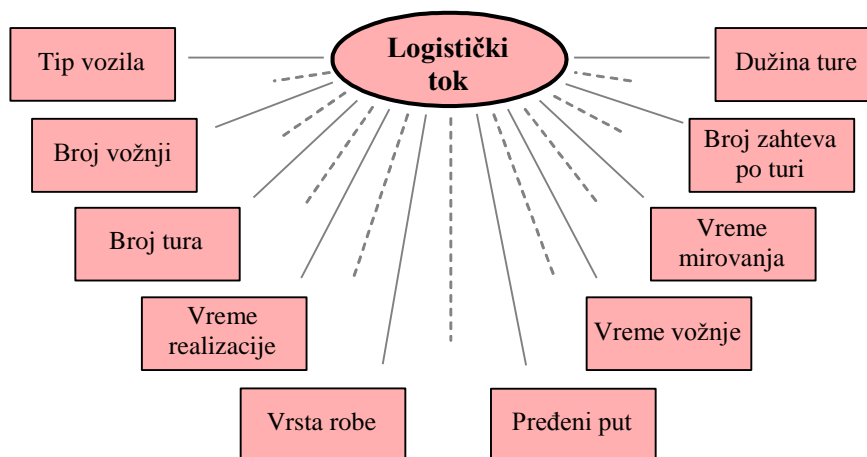 Logistički
tok
Tip vozila
Dužina ture
Broj vožnji
Broj zahteva
po turi
Broj tura
Vreme
mirovanja
Vreme
realizacije
Vreme vožnje
Vrsta robe
Pređeni put